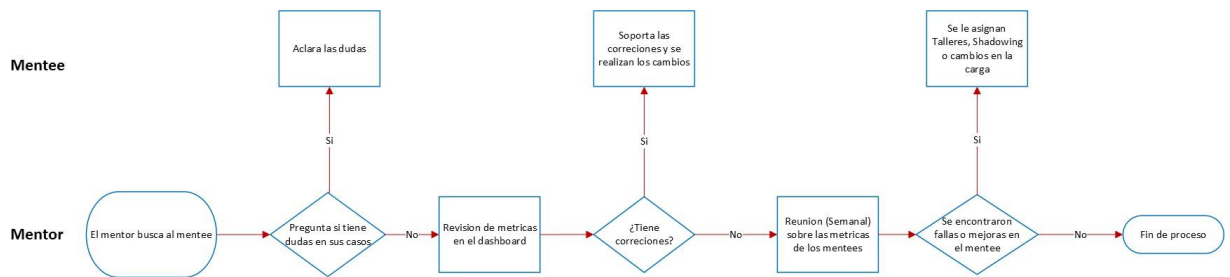 Mentee
Aclara las dudas
Soporta las
correciones y se
realizan los cambios
Se le asignan
Talleres, Shadowing
o cambios en la
carga
Si
Si
Si
Mentor
El mentor busca al mentee
Pregunta si tiene
dudas en sus casos
No
Revision de metricas
en el dashboard
¿Tiene
correciones?
No
Reunion (Semanal)
sobre las metricas
de los mentees
Se encontraron
fallas o mejoras en
el mentee
No
Fin de proceso